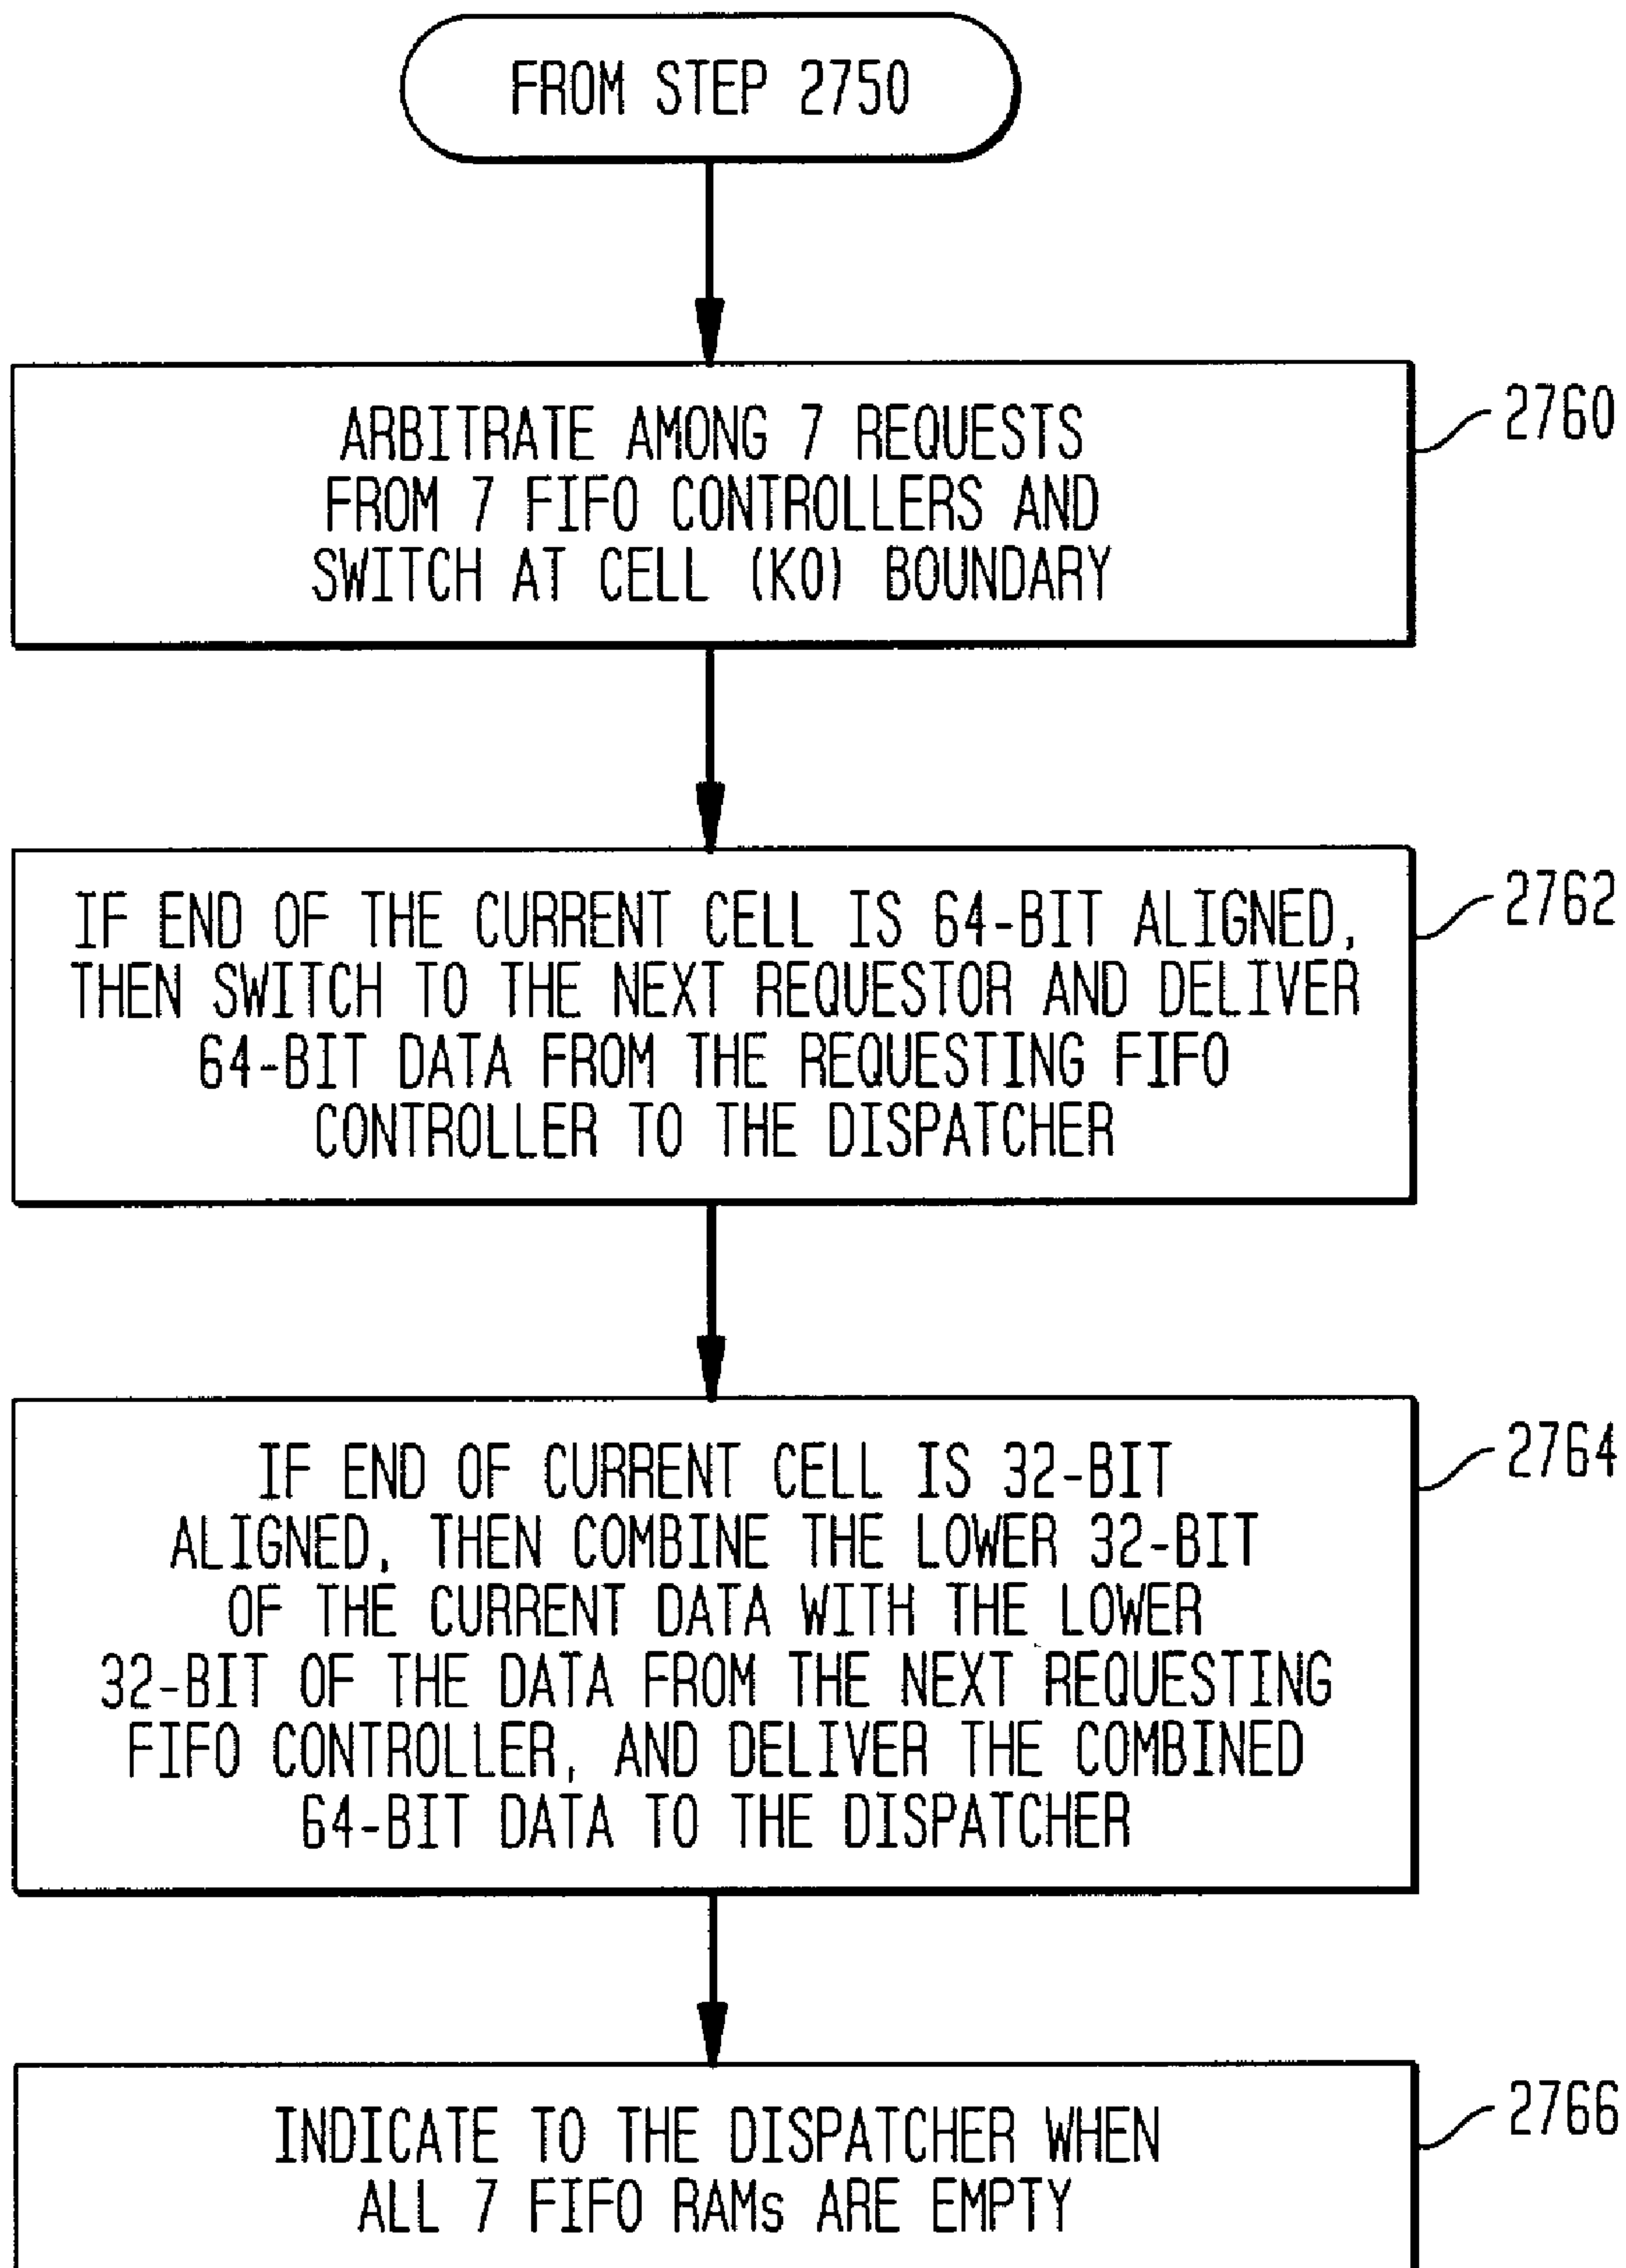 FROM STEP 2750
ARBITRATE AMONG 7 REQUESTS
FROM 7 FIFO CONTROLLERS AND
SWITCH AT CELL (K0) BOUNDARY
2760
IF END OF THE CURRENT CELL IS 64-BIT ALIGNED,
THEN SWITCH TO THE NEXT REQUESTOR AND DELIVER
64-BIT DATA FROM THE REQUESTING FIFO
CONTROLLER TO THE DISPATCHER
2762
IF END OF CURRENT CELL IS 32-BIT
ALIGNED, THEN COMBINE THE LOWER 32-BIT
OF THE CURRENT DATA WITH THE LOWER
32-BIT OF THE DATA FROM THE NEXT REQUESTING
FIFO CONTROLLER, AND DELIVER THE COMBINED
64-BIT DATA TO THE DISPATCHER
2764
INDICATE TO THE DISPATCHER WHEN
ALL 7 FIFO RAMs ARE EMPTY
2766